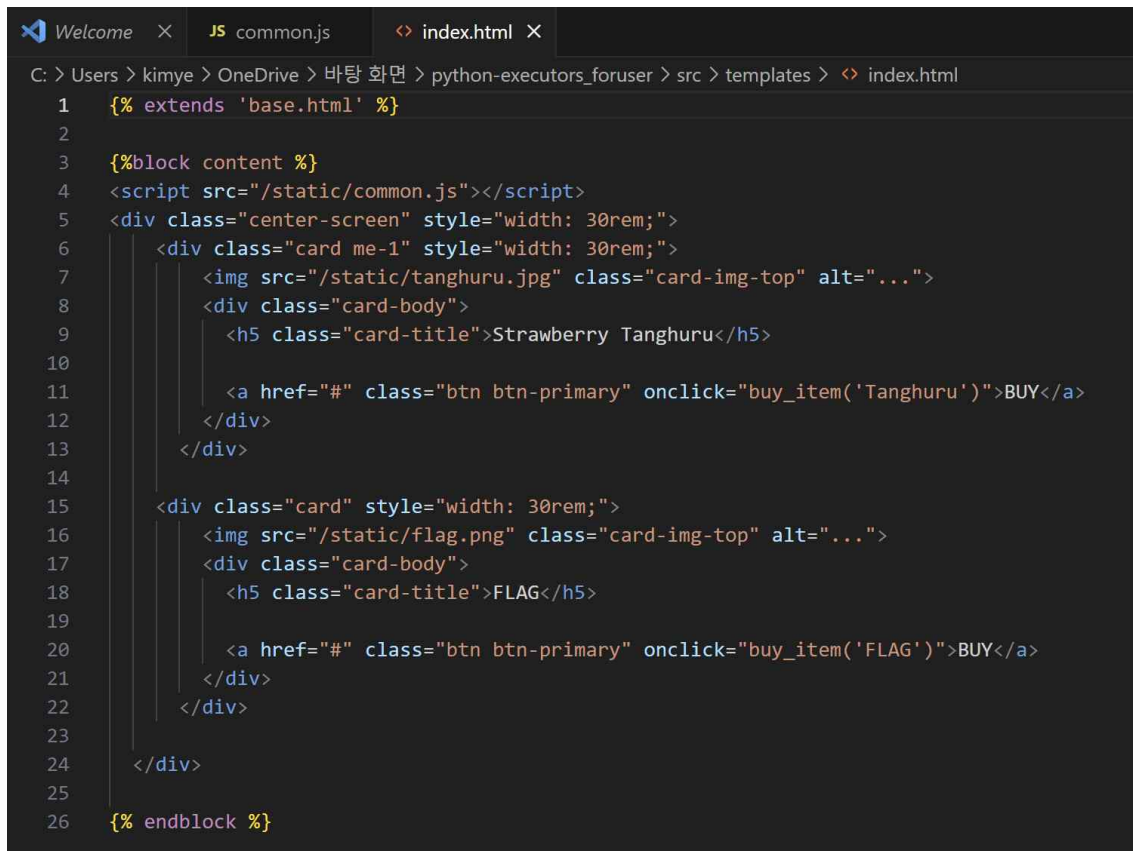 Welcome × JS common.js <> index.html ×
C: > Users > kimye > OneDrive > 바탕 화면 > python-executors_foruser > src > templates > <> index.html
1 {% extends 'base.html' %}
2
3 {%block content %}
4 <script src="/static/common.js"></script>
5 <div class="center-screen" style="width: 30rem;">
6 <div class="card me-1" style="width: 30rem;">
7 <img src="/static/tanghuru.jpg" class="card-img-top" alt="...">
8 <div class="card-body">
9 <h5 class="card-title">Strawberry Tanghuru</h5>
10
11 <a href="#" class="btn btn-primary" onclick="buy_item('Tanghuru')">BUY</a>
12 </div>
13 </div>
14
15 <div class="card" style="width: 30rem;">
16 <img src="/static/flag.png" class="card-img-top" alt="...">
17 <div class="card-body">
18 <h5 class="card-title">FLAG</h5>
19
20 <a href="#" class="btn btn-primary" onclick="buy_item('FLAG')">BUY</a>
21 </div>
22 </div>
23
24 </div>
25
26 {% endblock %}